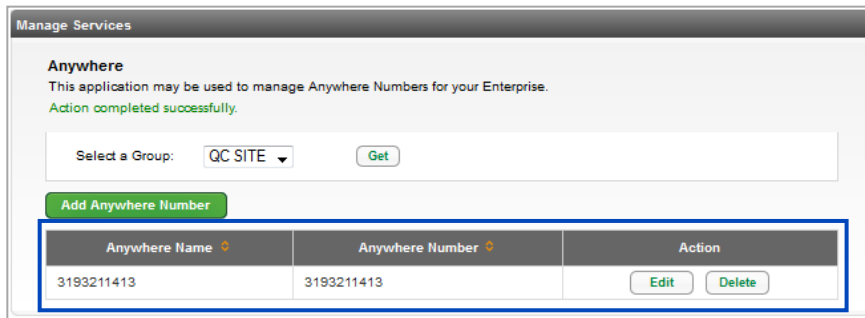 Manage Services
Anywhere
This application may be used to manage Anywhere Numbers for your Enterprise.
Action completed successfully.
Select a Group: QC SITE Get
Add Anywhere Number
Anywhere Name Anywhere Number Action
3193211413 3193211413 Edit Delete